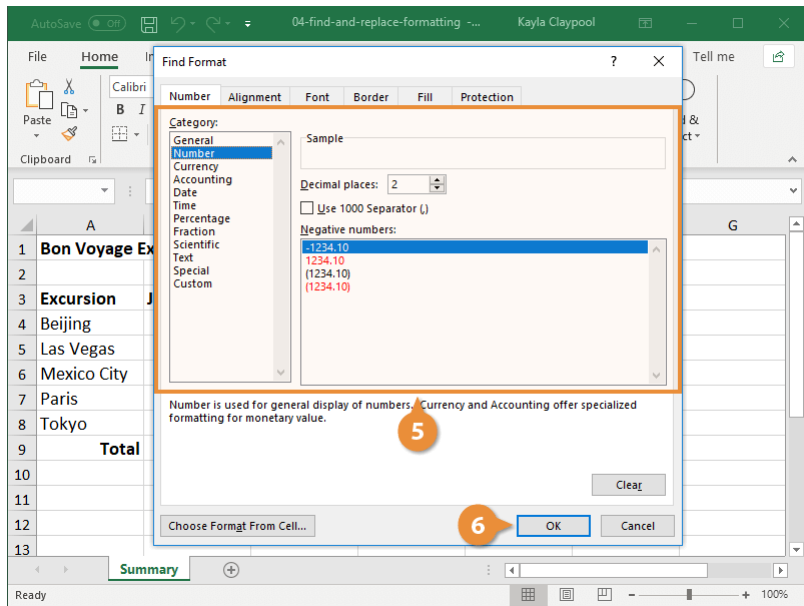 AutoSave Off 04-find-and-replace-formatting -... Kayla Claypool
File Home Tell me
Find Format ? X
Calibri
B I
Paste
Clipboard
Number Alignment Font Border Fill Protection
Category:
General
Number
Currency
Accounting
Date
Time
Percentage
Fraction
Scientific
Text
Special
Custom
Sample
Decimal places: 2
Use 1000 Separator (,)
Negative numbers:
-1234.10
1234.10
(1234.10)
(1234.10)
Number is used for general display of numbers. Currency and Accounting offer specialized
formatting for monetary value.
5
Clear
Choose Format From Cell... 6 OK Cancel
A G
1 Bon Voyage Ex
2
3 Excursion J
4 Beijing
5 Las Vegas
6 Mexico City
7 Paris
8 Tokyo
9 Total
10
11
12
13
Summary
Ready 100%